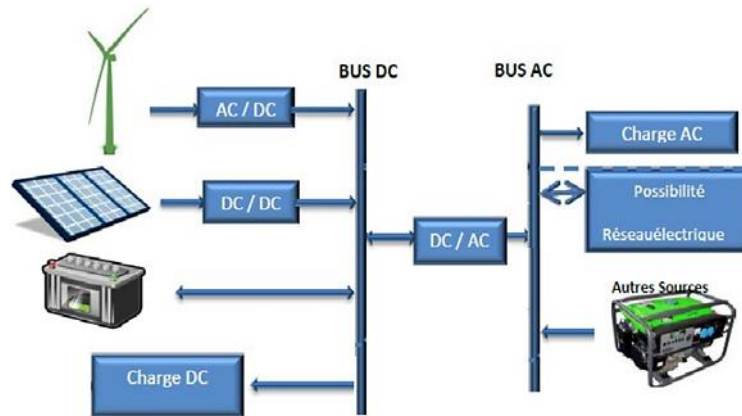 BUS DC
BUS AC
AC / DC
Charge AC
DC / DC
Possibilité
Réseauélectrique
DC / AC
Autres Sources
Charge DC